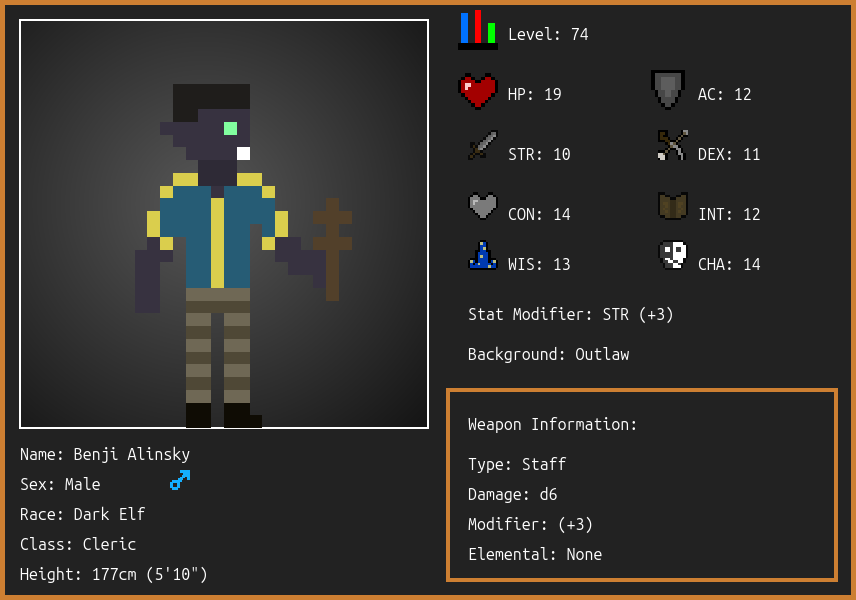 Level: 74
HP: 19
AC: 12
STR: 10
DEX: 11
CON: 14
INT: 12
WIS: 13
CHA: 14
Stat Modifier: STR (+3)
Background: Outlaw
Weapon Information:
Type: Staff
Damage: d6
Modifier: (+3)
Elemental: None
Name: Benji Alinsky
Sex: Male
Race: Dark Elf
Class: Cleric
Height: 177cm (5'10")